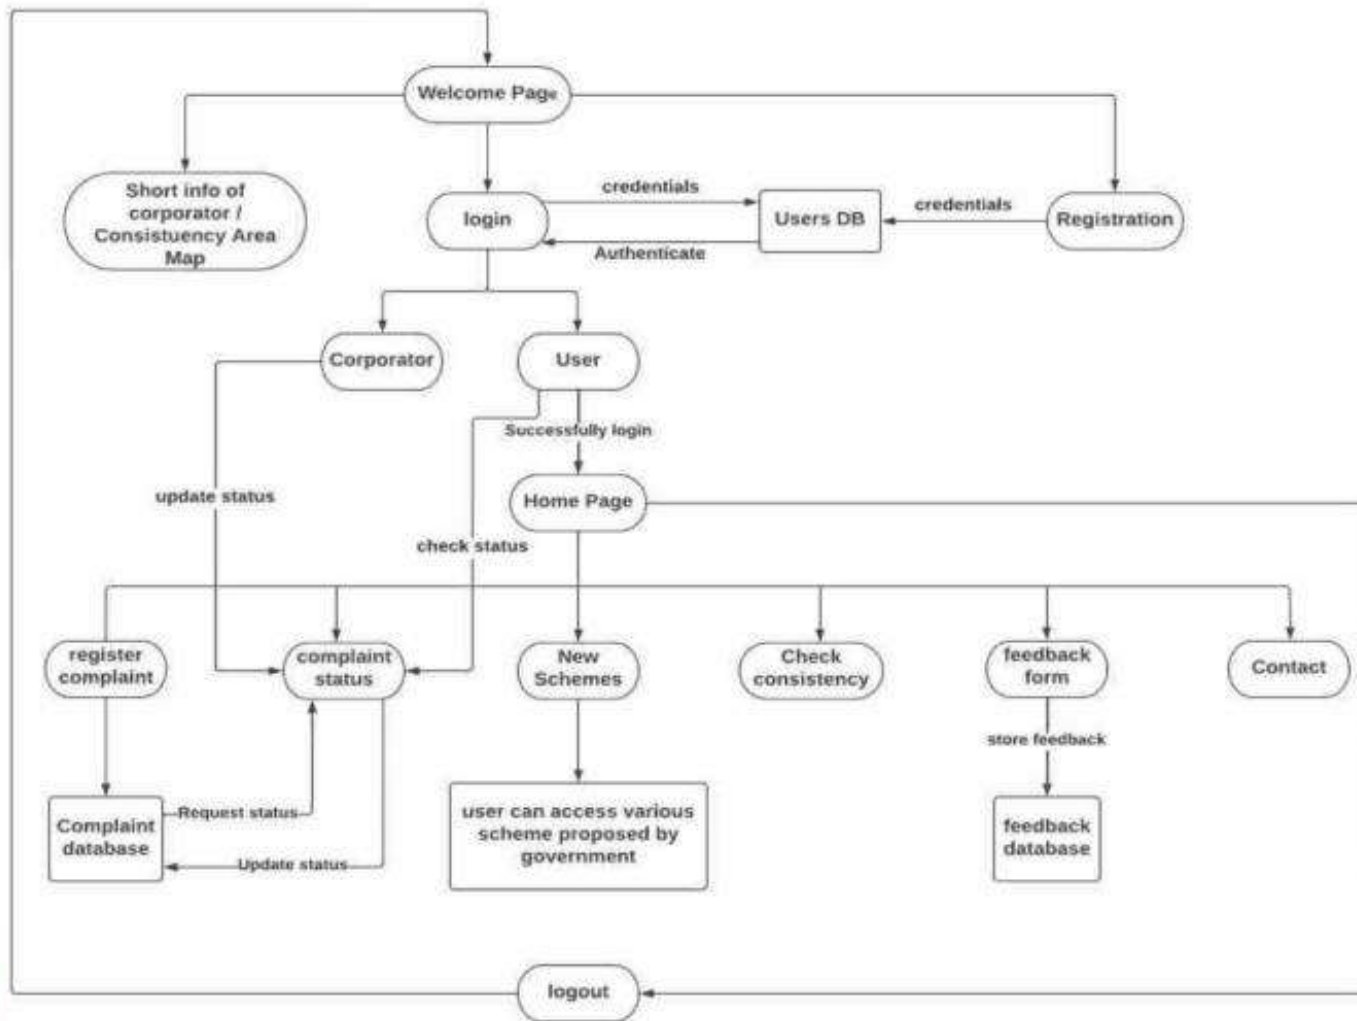 Welcome Page
Short info of
corporator /
Consistuency Area
Map
login
credentials
Users DB
credentials
Registration
Authenticate
Corporator
User
Successfully login
update status
Home Page
check status
register
complaint
complaint
status
New
Schemes
Check
consistency
feedback
form
Contact
store feedback
Complaint
database
Request status
Update status
user can access various
scheme proposed by
government
feedback
database
logout